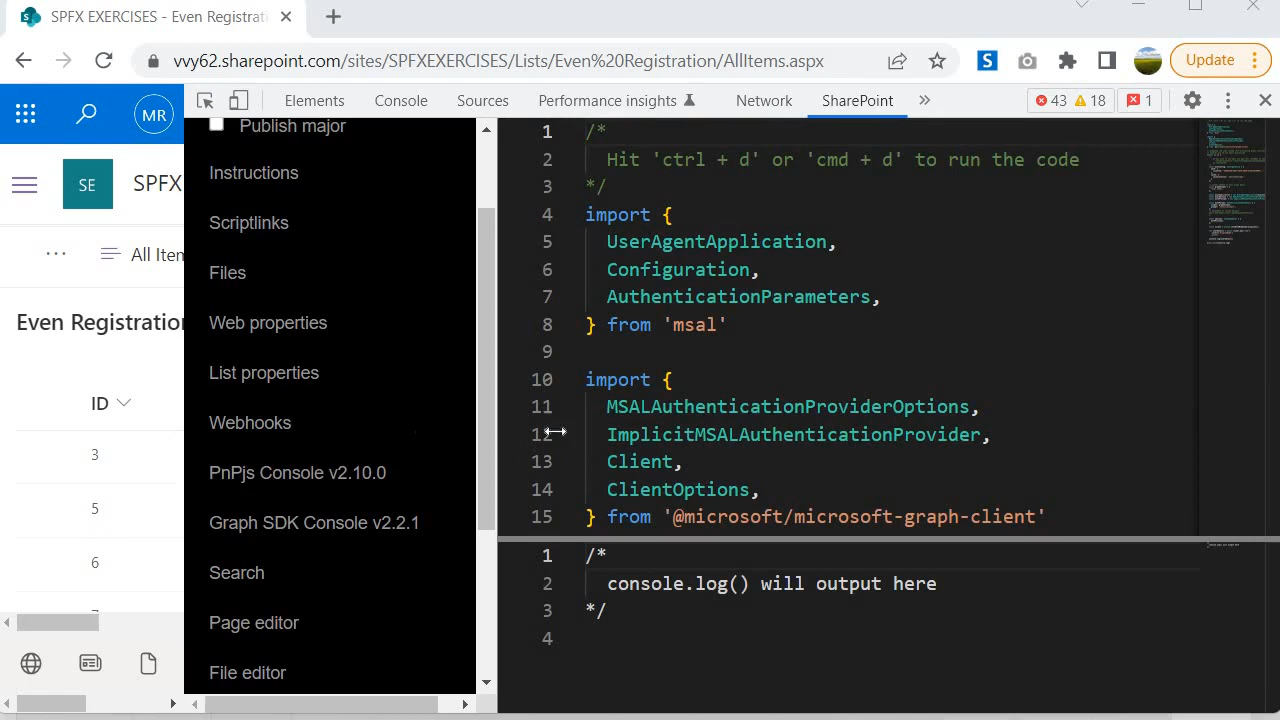 SPFX EXERCISES - Even Registrat
vvy62.sharepoint.com/sites/SPFXEXERCISES/Lists/Even%20Registration/AllItems.aspx
S
Update
MR
Elements
Console
Sources
Performance insights
Network
SharePoint
43
18
1
SE
SPFX
All Item
Even Registration
ID
3
5
6
Publish major
Instructions
Scriptlinks
Files
Web properties
List properties
Webhooks
PnPjs Console v2.10.0
Graph SDK Console v2.2.1
Search
Page editor
File editor
1 /*
2 Hit 'ctrl + d' or 'cmd + d' to run the code
3 */
4 import {
5 UserAgentApplication,
6 Configuration,
7 AuthenticationParameters,
8 } from 'msal'
9
10 import {
11 MSALAuthenticationProviderOptions,
12 ImplicitMSALAuthenticationProvider,
13 Client,
14 ClientOptions,
15 } from '@microsoft/microsoft-graph-client'
1 /*
2 console.log() will output here
3 */
4